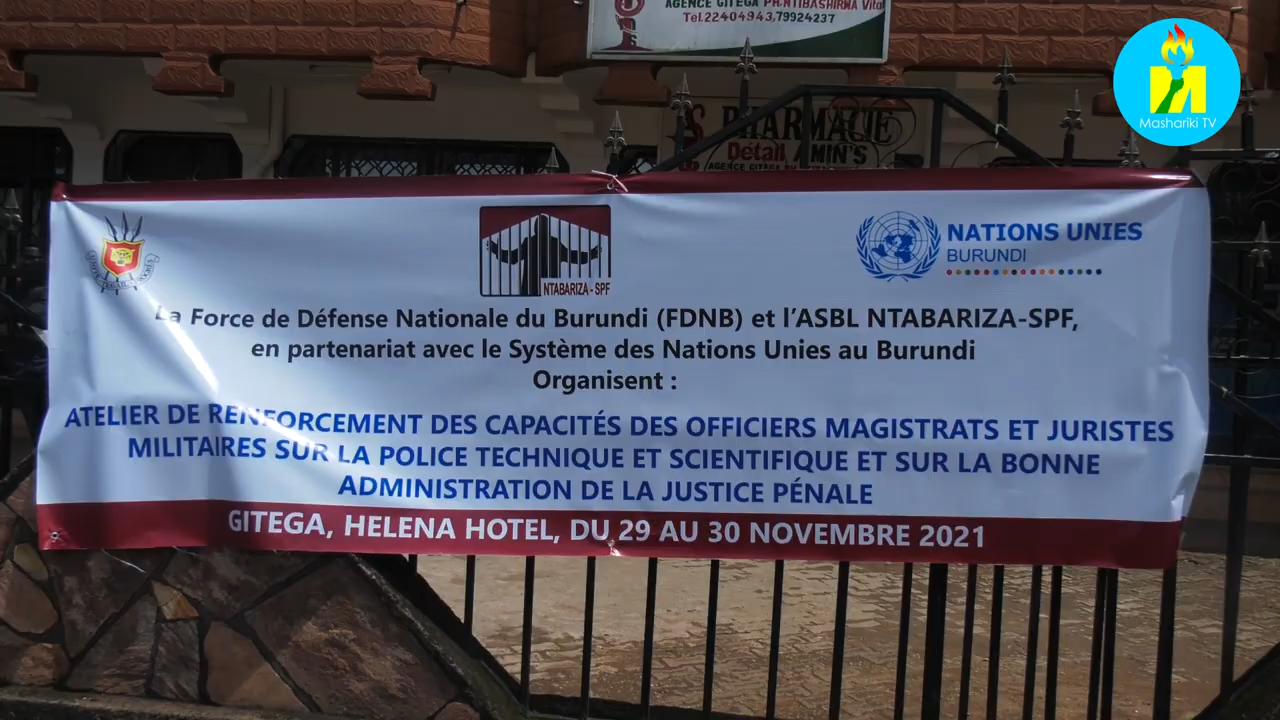 AGENCE GITEGA PH.NTIBASHIRWA Vital
Tel.22404943,79924237
Mashariki TV
PHARMACIE
Détail AMIN'S
NTABARIZA - SPF
NATIONS UNIES
BURUNDI
La Force de Défense Nationale du Burundi (FDNB) et l'ASBL NTABARIZA-SPF,
en partenariat avec le Système des Nations Unies au Burundi
Organisent :
ATELIER DE RENFORCEMENT DES CAPACITÉS DES OFFICIERS MAGISTRATS ET JURISTES
MILITAIRES SUR LA POLICE TECHNIQUE ET SCIENTIFIQUE ET SUR LA BONNE
ADMINISTRATION DE LA JUSTICE PÉNALE
GITEGA, HELENA HOTEL, DU 29 AU 30 NOVEMBRE 2021